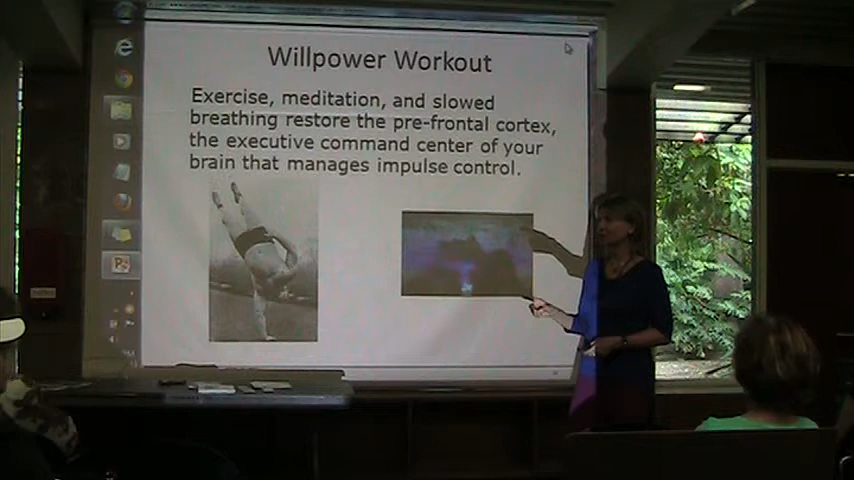 Willpower Workout
Exercise, meditation, and slowed
breathing restore the pre-frontal cortex,
the executive command center of your
brain that manages impulse control.